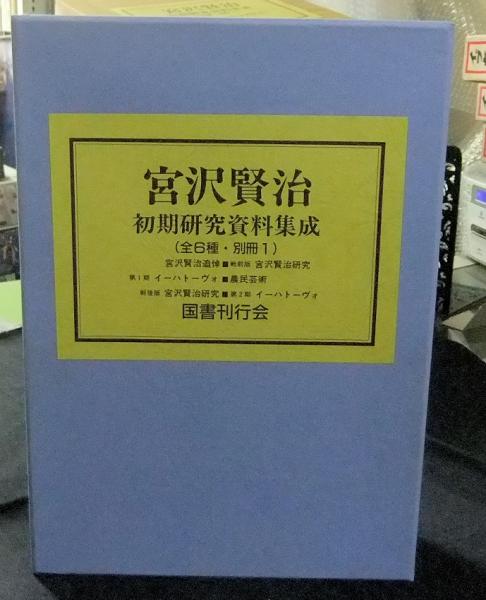 宮沢賢治
初期研究資料集成
(全6種・別冊1)
宮沢賢治追悼■戦前版 宮沢賢治研究
第1期 イーハトーヴォ■農民芸術
戦後版 宮沢賢治研究■第2期 イーハトーヴォ
国書刊行会